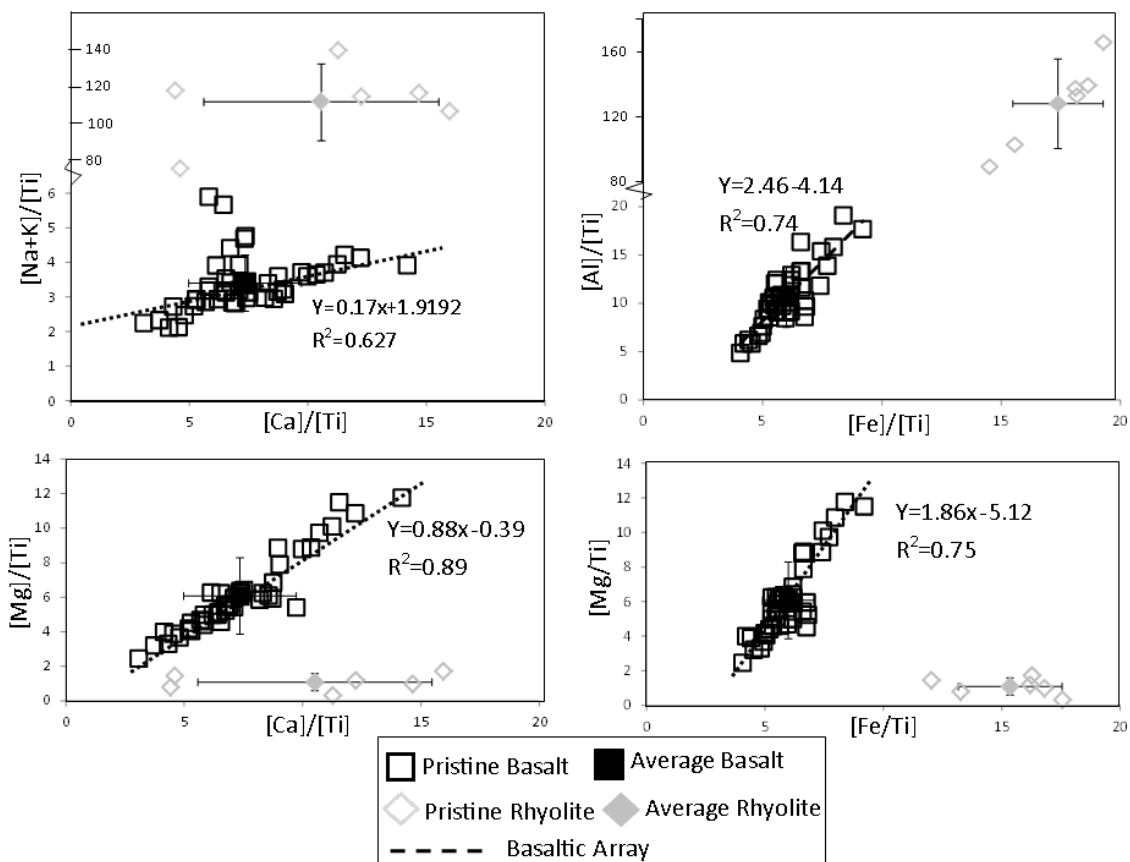 [Na+K]/[Ti]
140
120
100
80
6
5
4
3
2
1
0
Y=0.17x+1.9192
R²=0.627
0 5 10 15 20
[Ca]/[Ti]
[Al]/[Ti]
160
130
80
20
15
10
5
0
Y=2.46-4.14
R²=0.74
0 5 10 15 20
[Fe]/[Ti]
[Mg]/[Ti]
14
12
10
8
6
4
2
0
Y=0.88x-0.39
R²=0.89
5 10 15 20
[Ca]/[Ti]
[Mg/Ti]
14
12
10
8
6
4
2
0
Y=1.86x-5.12
R²=0.75
0 5 10 15 20
[Fe/Ti]
Pristine Basalt Average Basalt
Pristine Rhyolite Average Rhyolite
Basaltic Array